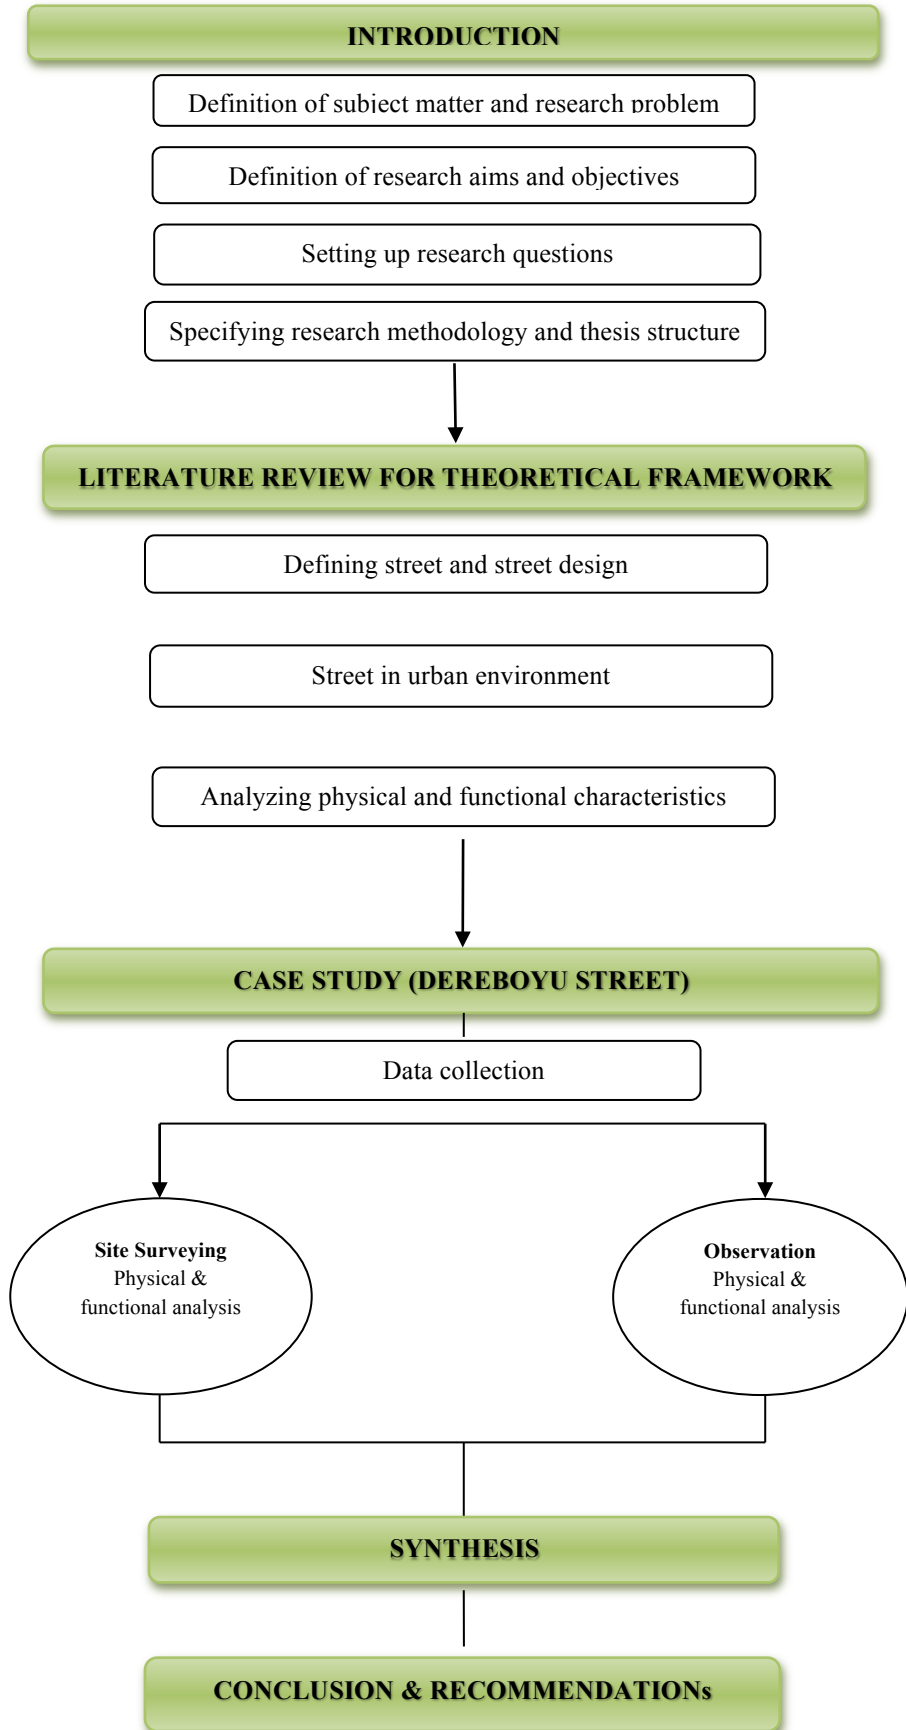 INTRODUCTION
Definition of subject matter and research problem
Definition of research aims and objectives
Setting up research questions
Specifying research methodology and thesis structure
LITERATURE REVIEW FOR THEORETICAL FRAMEWORK
Defining street and street design
Street in urban environment
Analyzing physical and functional characteristics
CASE STUDY (DEREBOYU STREET)
Data collection
Site Surveying
Physical &
functional analysis
Observation
Physical &
functional analysis
SYNTHESIS
CONCLUSION & RECOMMENDATIONs